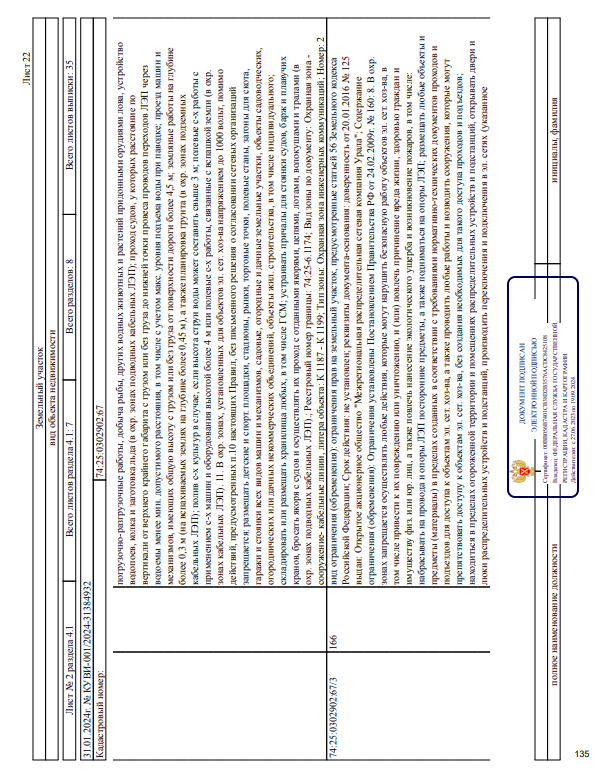 Лист 22
Земельный участок
вид объекта недвижимости
Лист № 2 раздела 4.1
Всего листов раздела 4.1: 7
Всего разделов: 8
Всего листов выписки: 35
31.01.2024г. № КУВИ-001/2024-31384932
Кадастровый номер:
74:25:0302902:67
погрузочно-разгрузочные работы, добыча рыбы, других водных животных и растений придонными орудиями лова, устройство
водопоев, колка и заготовка льда (в охр. зонах подводных кабельных ЛЭП); проход судов, у которых расстояние по
вертикали от верхнего крайнего габарита с грузом или без груза до нижней точки провеса проводов переходов ЛЭП через
водоемы менее мин. допустимого расстояния, в том числе с учетом макс. уровня подъема воды при паводке; проезд машин и
механизмов, имеющих общую высоту с грузом или без груза от поверхности дороги более 4,5 м; земляные работы на глубине
более 0,3 м (на вспахиваемых землях на глубине более 0,45 м), а также планировка грунта (в охр. зонах подземных
кабельных ЛЭП); полив с-х культур в случае, если высота струи воды может составить свыше 3 м; полевые с-х работы с
применением с-х машин и оборудования высотой более 4 м или полевые с-х работы, связанные с вспашкой земли (в охр.
зонах кабельных ЛЭП). 11. В охр. зонах, установленных для объектов эл. сет. хоз-ва напряжением до 1000 вольт, помимо
действий, предусмотренных п.10 настоящих Правил, без письменного решения о согласовании сетевых организаций
запрещается: размещать детские и спорт. площадки, стадионы, рынки, торговые точки, полевые станы, загоны для скота,
гаражи и стоянки всех видов машин и механизмов, садовые, огородные и дачные земельные участки, объекты садоводческих,
огороднических или дачных некоммерческих объединений, объекты жил. строительства, в том числе индивидуального;
складировать или размещать хранилища любых, в том числе ГСМ; устраивать причалы для стоянки судов, барж и плавучих
кранов, бросать якоря с судов и осуществлять их проход с отданными якорями, цепями, лотами, волокушами и тралами (в
охр. зонах подводных кабельных ЛЭП).; Реестровый номер границы: 74:25-6.1174; Вид зоны по документу: Охранная зона -
сооружение- кабельные линии, литера объекта: К 1187 - К 1199; Тип зоны: Охранная зона инженерных коммуникаций; Номер: 2
74:25:0302902:67/3
166
вид ограничения (обременения): ограничения прав на земельный участок, предусмотренные статьей 56 Земельного кодекса
Российской Федерации; Срок действия: не установлен; реквизиты документа-основания: доверенность от 20.01.2016 № 125
выдан: Открытое акционерное общество "Межрегиональная распределительная сетевая компания Урала"; Содержание
ограничения (обременения): Ограничения установлены Постановлением Правительства РФ от 24.02.2009г. № 160; 8. В охр.
зонах запрещается осуществлять любые действия, которые могут нарушить безопасную работу объектов эл. сет. хоз-ва, в
том числе привести к их повреждению или уничтожению, и (или) повлечь причинение вреда жизни, здоровью граждан и
имуществу физ. или юр. лиц, а также повлечь нанесение экологического ущерба и возникновение пожаров, в том числе:
набрасывать на провода и опоры ЛЭП посторонние предметы, а также подниматься на опоры ЛЭП; размещать любые объекты и
предметы (материалы) в пределах созданных в соответствие с требованиями нормативно-технических документов проходов и
подъездов для доступа к объектам эл. сет. хоз-ва, а также проводить любые работы и возводить сооружения, которые могут
препятствовать доступу к объектам эл. сет. хоз-ва, без создания необходимых для такого доступа проходов и подъездов;
находиться в пределах огороженной территории и помещениях распределительных устройств и подстанций, открывать двери и
люки распределительных устройств и подстанций, производить переключения и подключения в эл. сетях (указанное
полное наименование должности
ДОКУМЕНТ ПОДПИСАН
ЭЛЕКТРОННОЙ ПОДПИСЬЮ
Сертификат:
Владелец: ФЕДЕРАЛЬНАЯ СЛУЖБА ГОСУДАРСТВЕННОЙ
РЕГИСТРАЦИИ, КАДАСТРА И КАРТОГРАФИИ
Действителен: с 27.06.2023 по 19.09.2024
инициалы, фамилия
135